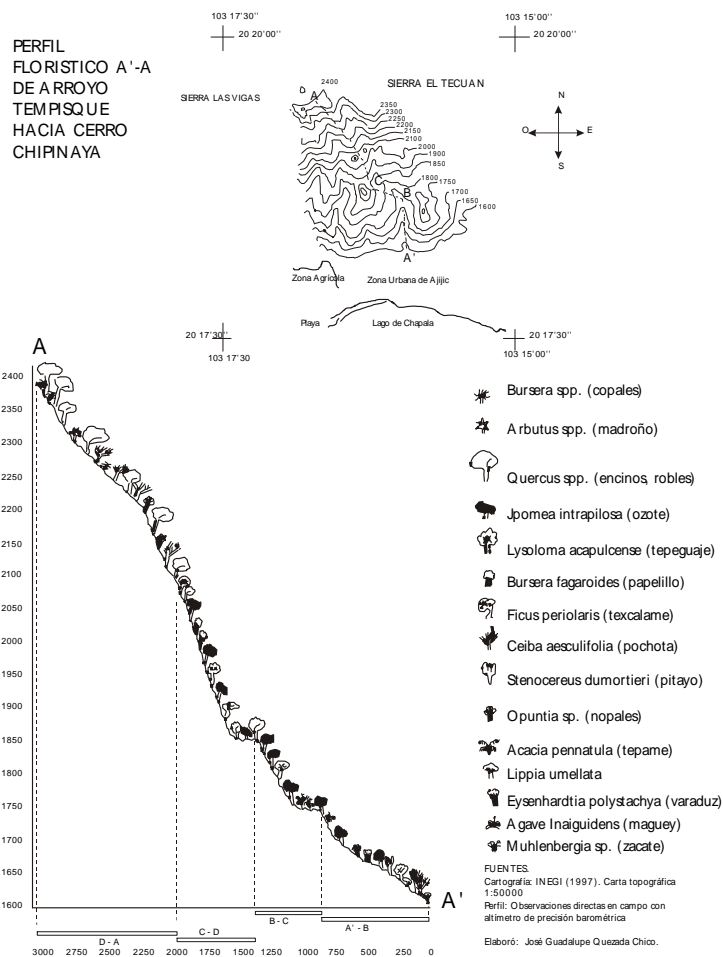 PERFIL
FLORISTICO A'-A
DE ARROYO
TEMPISQUE
HACIA CERRO
CHIPINAYA
103 17'30''
20 20'00''
103 15'00''
20 20'00''
SIERRA LAS VIGAS
SIERRA EL TECUAN
2400
A
2350
2300
2250
2200
2150
2100
2000
1900
1850
1800
1750
1700
1650
1600
C
B
A'
N
O
E
S
Zona Agrícola
Zona Urbana de Ajijic
Playa
Lago de Chapala
20 17'30''
103 17'30
20 17'30''
103 15'00''
A
2400
2350
2300
2250
2200
2150
2100
2050
2000
1950
1900
1850
1800
1750
1700
1650
1600
A'
D - A
C - D
B - C
A' - B
3000 2750 2500 2250 2000 1750 1500 1250 1000 750 500 250 0
Bursera spp. (copales)
Arbutus spp. (madroño)
Quercus spp. (encinos, robles)
Jpomea intrapilosa (ozote)
Lysoloma acapulcense (tepeguaje)
Bursera fagaroides (papelillo)
Ficus periolaris (texcalame)
Ceiba aesculifolia (pochota)
Stenocereus dumortieri (pitayo)
Opuntia sp. (nopales)
Acacia pennatula (tepame)
Lippia umellata
Eysenhardtia polystachya (varaduz)
Agave Inaiguidens (maguey)
Muhlenbergia sp. (zacate)
FUENTES.
Cartografía: INEGI (1997). Carta topográfica
1:50000
Perfil: Observaciones directas en campo con
altímetro de precisión barométrica
Elaboró: José Guadalupe Quezada Chico.